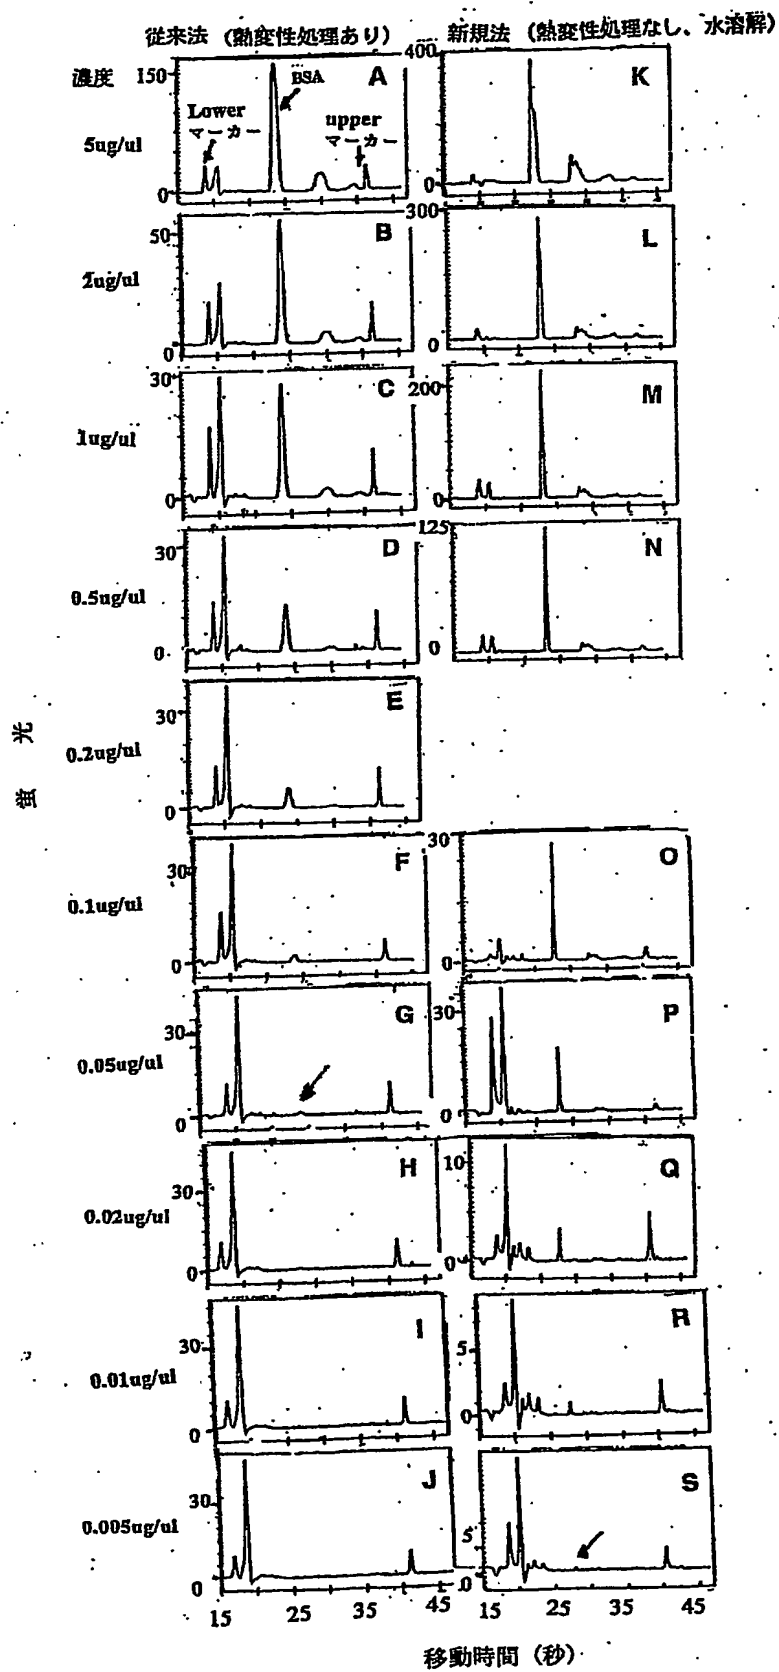 従来法 (熱変性処理あり)
新規法 (熱変性処理なし、水溶解)
濃度
150
A
BSA
Lower
マーカー
upper
マーカー
5ug/ul
0
400
K
0
50
B
2ug/ul
0
300
L
0
30
C
1ug/ul
0
200
M
0
30
D
0.5ug/ul
0
125
N
0
30
E
0.2ug/ul
0
蛍光
30
F
0.1ug/ul
0
30
O
0
30
G
0.05ug/ul
0
30
P
0
30
H
0.02ug/ul
0
10
Q
0
30
I
0.01ug/ul
0
5
R
0
30
J
0.005ug/ul
0
5
S
0
15 25 35 45
15 25 35 45
移動時間 (秒)